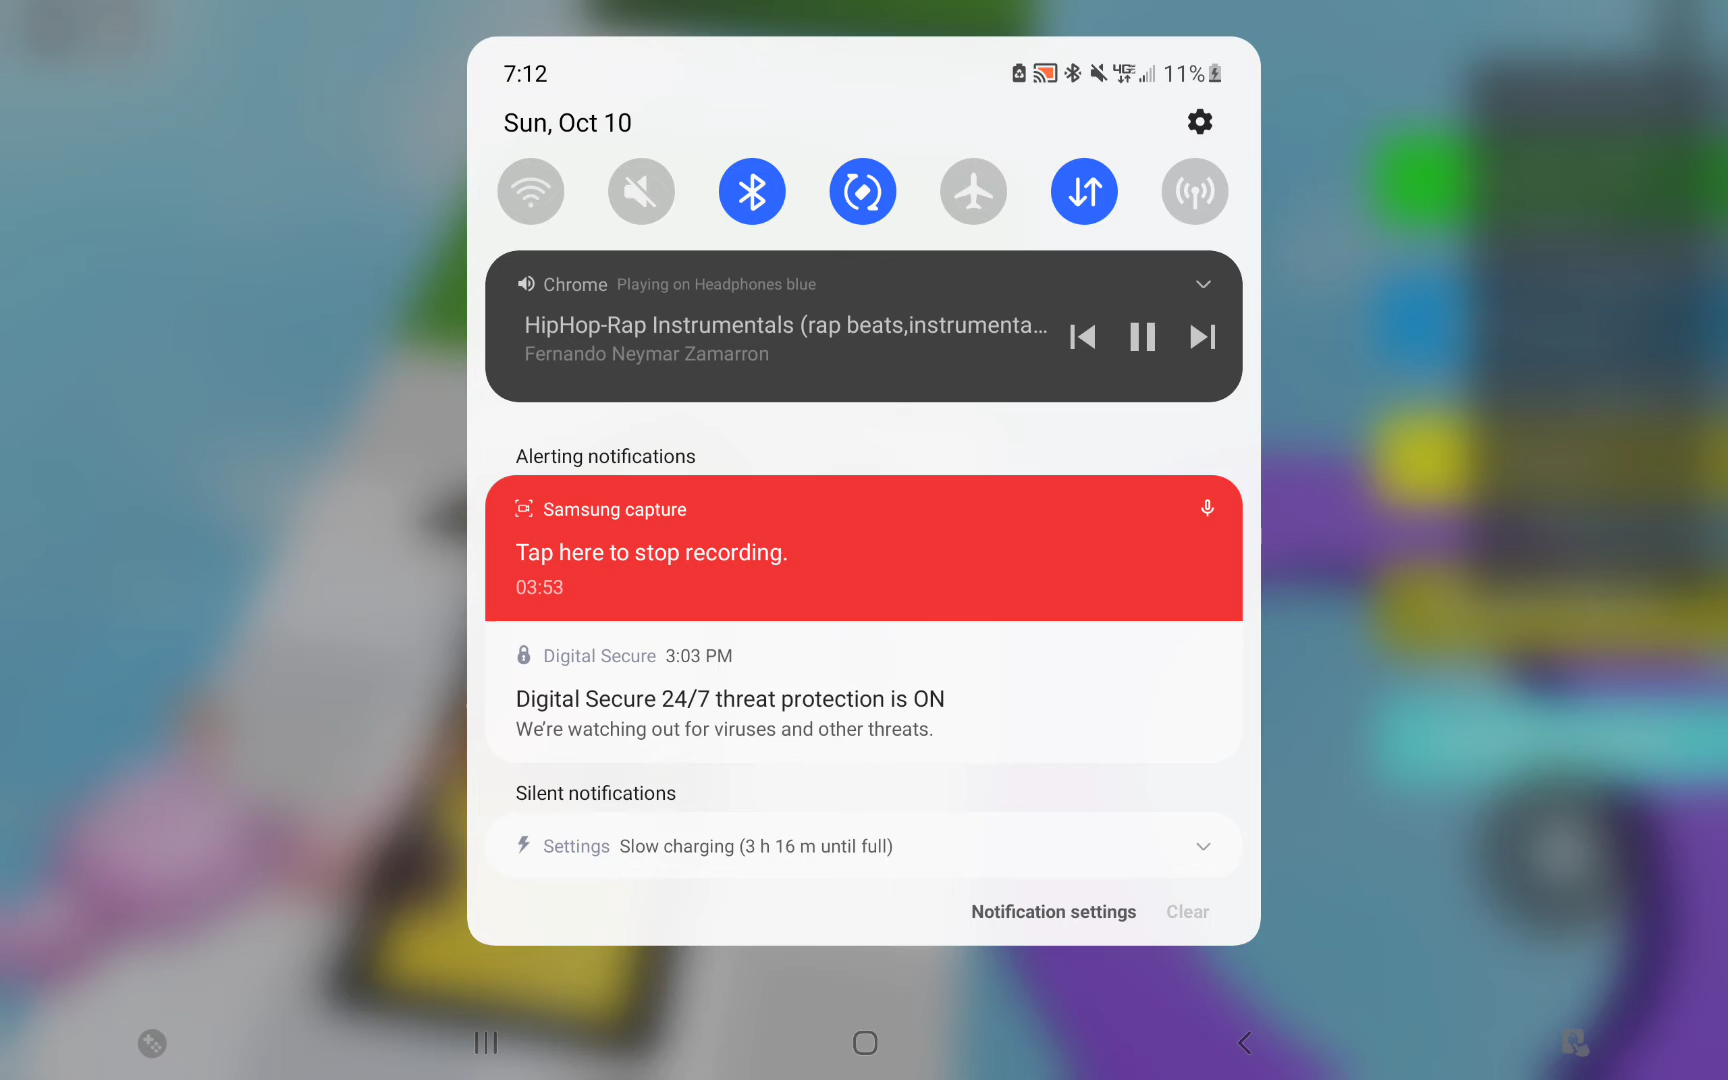 7:12
4GE 11%
Sun, Oct 10
Chrome Playing on Headphones blue
HipHop-Rap Instrumentals (rap beats,instrumenta...
Fernando Neymar Zamarron
Alerting notifications
Samsung capture
Tap here to stop recording.
03:53
Digital Secure 3:03 PM
Digital Secure 24/7 threat protection is ON
We're watching out for viruses and other threats.
Silent notifications
Settings Slow charging (3 h 16 m until full)
Notification settings Clear